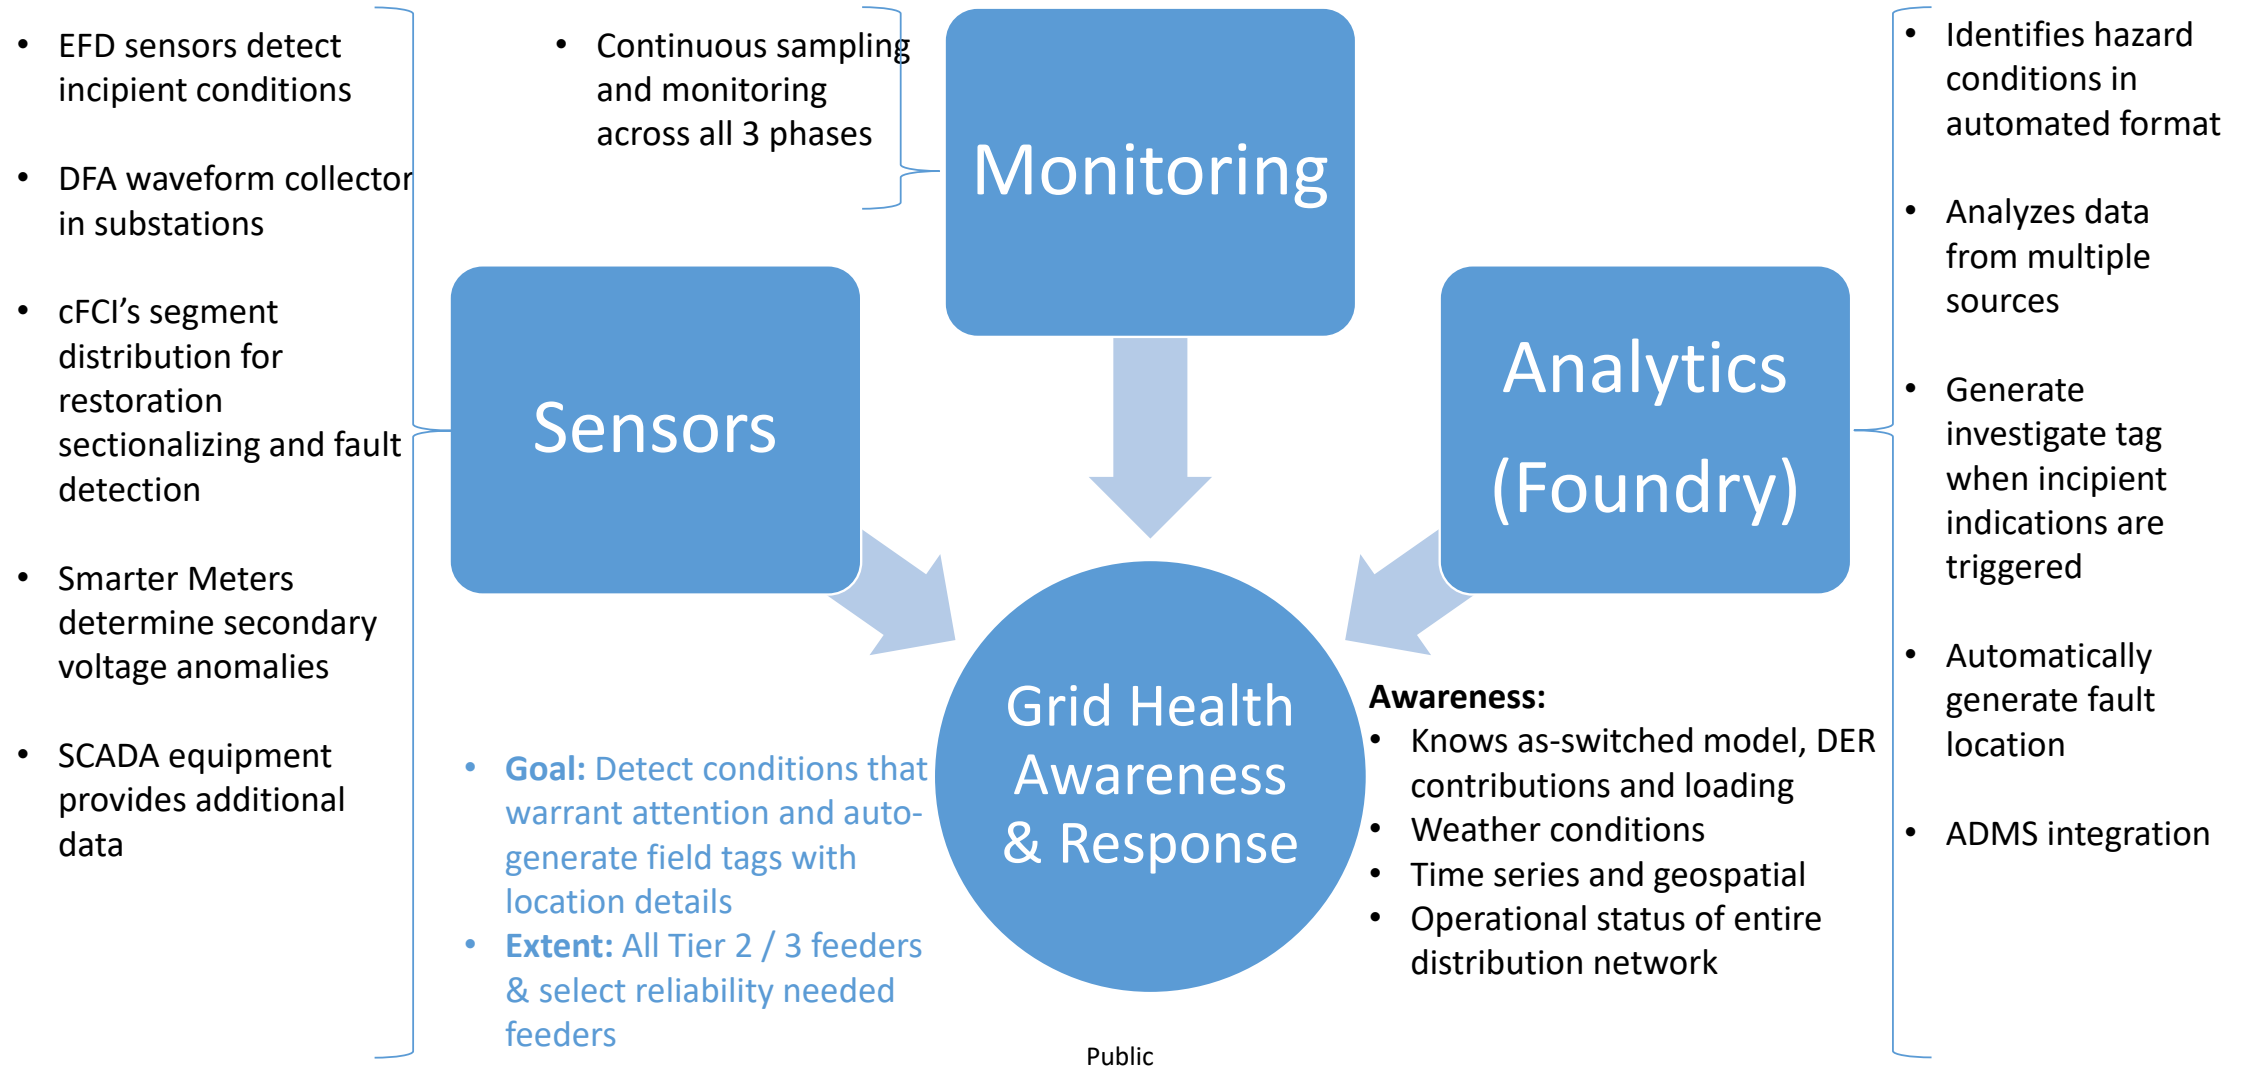 • EFD sensors detect
incipient conditions
• DFA waveform collector
in substations
• cFCI’s segment
distribution for
restoration
sectionalizing and fault
detection
• Smarter Meters
determine secondary
voltage anomalies
• SCADA equipment
provides additional
data
• Continuous sampling
and monitoring
across all 3 phases
Monitoring
Sensors
Analytics
(Foundry)
• Identifies hazard
conditions in
automated format
• Analyzes data
from multiple
sources
• Generate
investigate tag
when incipient
indications are
triggered
• Automatically
generate fault
location
• ADMS integration
• Goal: Detect conditions that
warrant attention and auto-
generate field tags with
location details
• Extent: All Tier 2 / 3 feeders
& select reliability needed
feeders
Grid Health
Awareness
& Response
Awareness:
• Knows as-switched model, DER
contributions and loading
• Weather conditions
• Time series and geospatial
• Operational status of entire
distribution network
Public